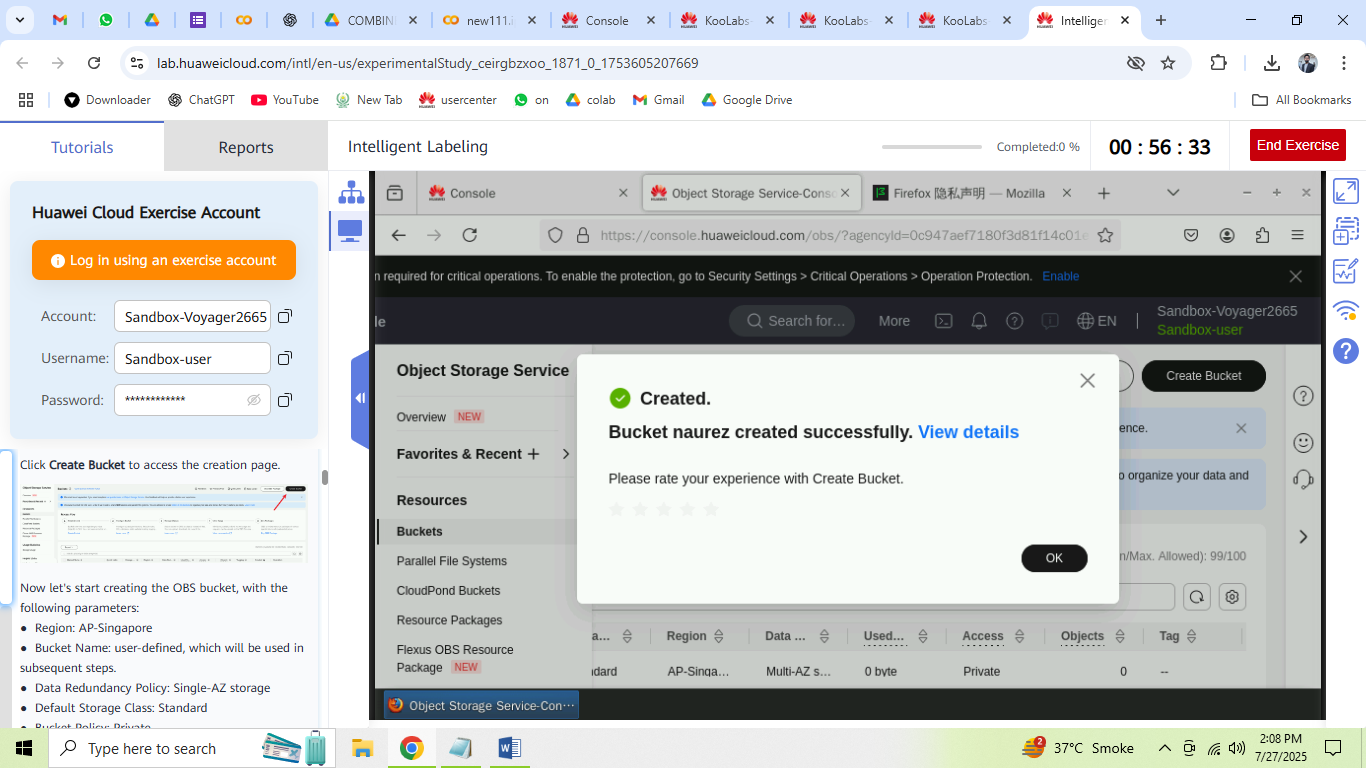 COMBIN
new111.i
Console
KooLabs
KooLabs
KooLabs
Intelliger
lab.huaweicloud.com/intl/en-us/experimentalStudy_ceirgbzxoo_1871_0_1753605207669
Downloader
ChatGPT
YouTube
New Tab
usercenter
on
colab
Gmail
Google Drive
All Bookmarks
Tutorials
Reports
Intelligent Labeling
Completed:0 %
00 : 56 : 33
End Exercise
Huawei Cloud Exercise Account
Log in using an exercise account
Account: Sandbox-Voyager2665
Username: Sandbox-user
Password: ************
Click Create Bucket to access the creation page.
Now let's start creating the OBS bucket, with the
following parameters:
● Region: AP-Singapore
● Bucket Name: user-defined, which will be used in
subsequent steps.
● Data Redundancy Policy: Single-AZ storage
● Default Storage Class: Standard
● Bucket Policy: Private
Console
Object Storage Service-Conso
Firefox 隐私声明 — Mozilla
https://console.huaweicloud.com/obs/?agencyId=0c947aef7180f3d81f14c01e
n required for critical operations. To enable the protection, go to Security Settings > Critical Operations > Operation Protection. Enable
le
Search for…
More
EN
Sandbox-Voyager2665
Sandbox-user
Object Storage Service
Overview NEW
Favorites & Recent
Resources
Buckets
Parallel File Systems
CloudPond Buckets
Resource Packages
Flexus OBS Resource
Package NEW
Create Bucket
ence.
o organize your data and
n/Max. Allowed): 99/100
Created.
Bucket naurez created successfully. View details
Please rate your experience with Create Bucket.
OK
a... Region Data ... Used... Access Objects Tag
ndard AP-Singa... Multi-AZ s... 0 byte Private 0 --
Object Storage Service-Con…
Type here to search
2
37°C Smoke
2:08 PM
7/27/2025